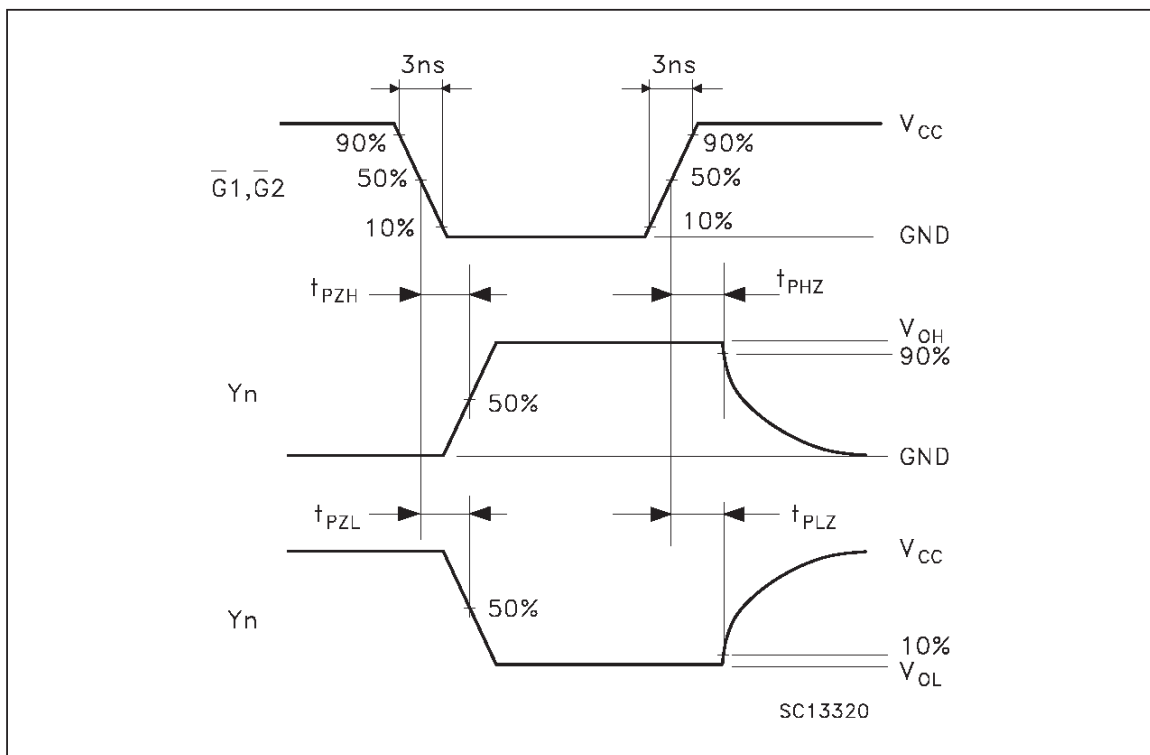 3ns 3ns
90% 90% V_CC
G̅1,G̅2 50% 50%
10% 10% GND
t_PZH t_PHZ
V_OH
90%
Yn 50%
GND
t_PZL t_PLZ
V_CC
Yn 50%
10%
V_OL
SC13320